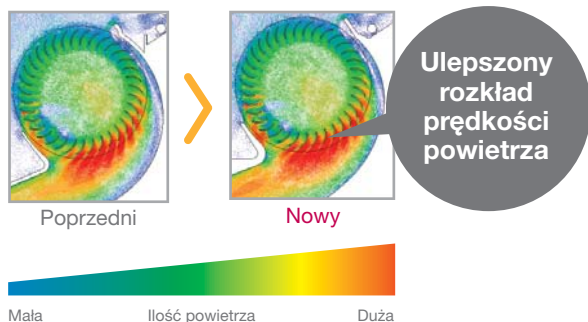 Ulepszony
rozkład
prędkości
powietrza
Poprzedni
Nowy
Mała
Ilość powietrza
Duża